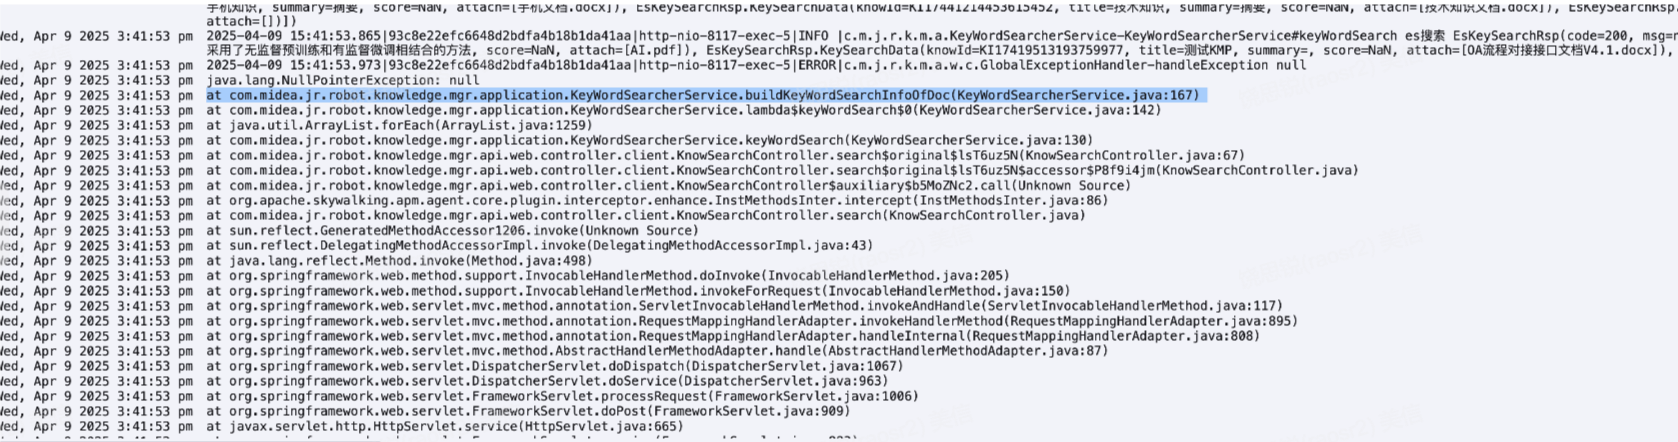 手机知识, summary=摘要, score=NaN, attach=[手机文档.docx]), EsKeySearchRsp.KeySearchData(knowId=KI1744121445361545​2, title=技术知识, summary=摘要, score=NaN, attach=[技术知识文档.docx]), EsKeySearchRsp.
attach=[])])
Wed, Apr 9 2025 3:41:53 pm 2025-04-09 15:41:53.865|93c8e22efc6648d2bdfa4b18b1da41aa|http-nio-8117-exec-5|INFO |c.m.j.r.k.m.a.KeyWordSearcherService-KeyWordSearcherService#keyWordSearch es搜索 EsKeySearchRsp(code=200, msg=
采用了无监督预训练和有监督微调相结合的方法, score=NaN, attach=[AI.pdf]), EsKeySearchRsp.KeySearchData(knowId=KI17419513193759977, title=测试KMP, summary=, score=NaN, attach=[OA流程对接接口文档V4.1.docx]),
Wed, Apr 9 2025 3:41:53 pm 2025-04-09 15:41:53.973|93c8e22efc6648d2bdfa4b18b1da41aa|http-nio-8117-exec-5|ERROR|c.m.j.r.k.m.a.w.c.GlobalExceptionHandler-handleException null
Wed, Apr 9 2025 3:41:53 pm java.lang.NullPointerException: null
Wed, Apr 9 2025 3:41:53 pm at com.midea.jr.robot.knowledge.mgr.application.KeyWordSearcherService.buildKeyWordSearchInfoOfDoc(KeyWordSearcherService.java:167)
Wed, Apr 9 2025 3:41:53 pm at com.midea.jr.robot.knowledge.mgr.application.KeyWordSearcherService.lambda$keyWordSearch$0(KeyWordSearcherService.java:142)
Wed, Apr 9 2025 3:41:53 pm at java.util.ArrayList.forEach(ArrayList.java:1259)
Wed, Apr 9 2025 3:41:53 pm at com.midea.jr.robot.knowledge.mgr.application.KeyWordSearcherService.keyWordSearch(KeyWordSearcherService.java:130)
Wed, Apr 9 2025 3:41:53 pm at com.midea.jr.robot.knowledge.mgr.api.web.controller.client.KnowSearchController.search$original$lsT6uz5N(KnowSearchController.java:67)
Wed, Apr 9 2025 3:41:53 pm at com.midea.jr.robot.knowledge.mgr.api.web.controller.client.KnowSearchController.search$original$lsT6uz5N$accessor$P8f9i4jm(KnowSearchController.java)
Wed, Apr 9 2025 3:41:53 pm at com.midea.jr.robot.knowledge.mgr.api.web.controller.client.KnowSearchController$auxiliary$b5MoZNc2.call(Unknown Source)
Wed, Apr 9 2025 3:41:53 pm at org.apache.skywalking.apm.agent.core.plugin.interceptor.enhance.InstMethodsInter.intercept(InstMethodsInter.java:86)
Wed, Apr 9 2025 3:41:53 pm at com.midea.jr.robot.knowledge.mgr.api.web.controller.client.KnowSearchController.search(KnowSearchController.java)
Wed, Apr 9 2025 3:41:53 pm at sun.reflect.GeneratedMethodAccessor1206.invoke(Unknown Source)
Wed, Apr 9 2025 3:41:53 pm at sun.reflect.DelegatingMethodAccessorImpl.invoke(DelegatingMethodAccessorImpl.java:43)
Wed, Apr 9 2025 3:41:53 pm at java.lang.reflect.Method.invoke(Method.java:498)
Wed, Apr 9 2025 3:41:53 pm at org.springframework.web.method.support.InvocableHandlerMethod.doInvoke(InvocableHandlerMethod.java:205)
Wed, Apr 9 2025 3:41:53 pm at org.springframework.web.method.support.InvocableHandlerMethod.invokeForRequest(InvocableHandlerMethod.java:150)
Wed, Apr 9 2025 3:41:53 pm at org.springframework.web.servlet.mvc.method.annotation.ServletInvocableHandlerMethod.invokeAndHandle(ServletInvocableHandlerMethod.java:117)
Wed, Apr 9 2025 3:41:53 pm at org.springframework.web.servlet.mvc.method.annotation.RequestMappingHandlerAdapter.invokeHandlerMethod(RequestMappingHandlerAdapter.java:895)
Wed, Apr 9 2025 3:41:53 pm at org.springframework.web.servlet.mvc.method.annotation.RequestMappingHandlerAdapter.handleInternal(RequestMappingHandlerAdapter.java:808)
Wed, Apr 9 2025 3:41:53 pm at org.springframework.web.servlet.mvc.method.AbstractHandlerMethodAdapter.handle(AbstractHandlerMethodAdapter.java:87)
Wed, Apr 9 2025 3:41:53 pm at org.springframework.web.servlet.DispatcherServlet.doDispatch(DispatcherServlet.java:1067)
Wed, Apr 9 2025 3:41:53 pm at org.springframework.web.servlet.DispatcherServlet.doService(DispatcherServlet.java:963)
Wed, Apr 9 2025 3:41:53 pm at org.springframework.web.servlet.FrameworkServlet.processRequest(FrameworkServlet.java:1006)
Wed, Apr 9 2025 3:41:53 pm at org.springframework.web.servlet.FrameworkServlet.doPost(FrameworkServlet.java:909)
Wed, Apr 9 2025 3:41:53 pm at javax.servlet.http.HttpServlet.service(HttpServlet.java:665)